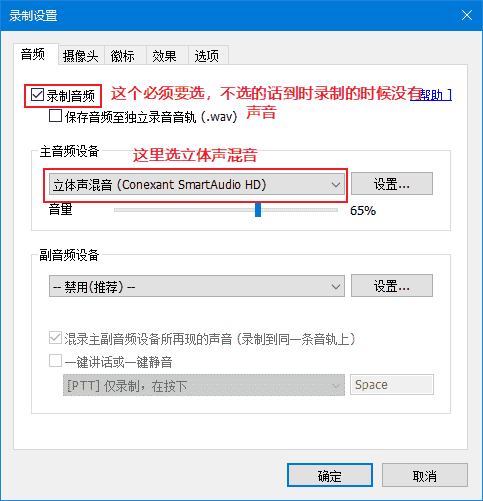 录制设置
音频 摄像头 徽标 效果 选项
录制音频 这个必须要选，不选的话到时录制的时候没有 帮助 ]
保存音频至独立录音音轨 (.wav) 声音
主音频设备 这里选立体声混音
立体声混音 (Conexant SmartAudio HD) 设置...
音量 65%
副音频设备
-- 禁用(推荐) -- 设置...
混录主副音频设备所再现的声音 (录制到同一条音轨上)
一键讲话或一键静音
[PTT] 仅录制，在按下 Space
确定 取消